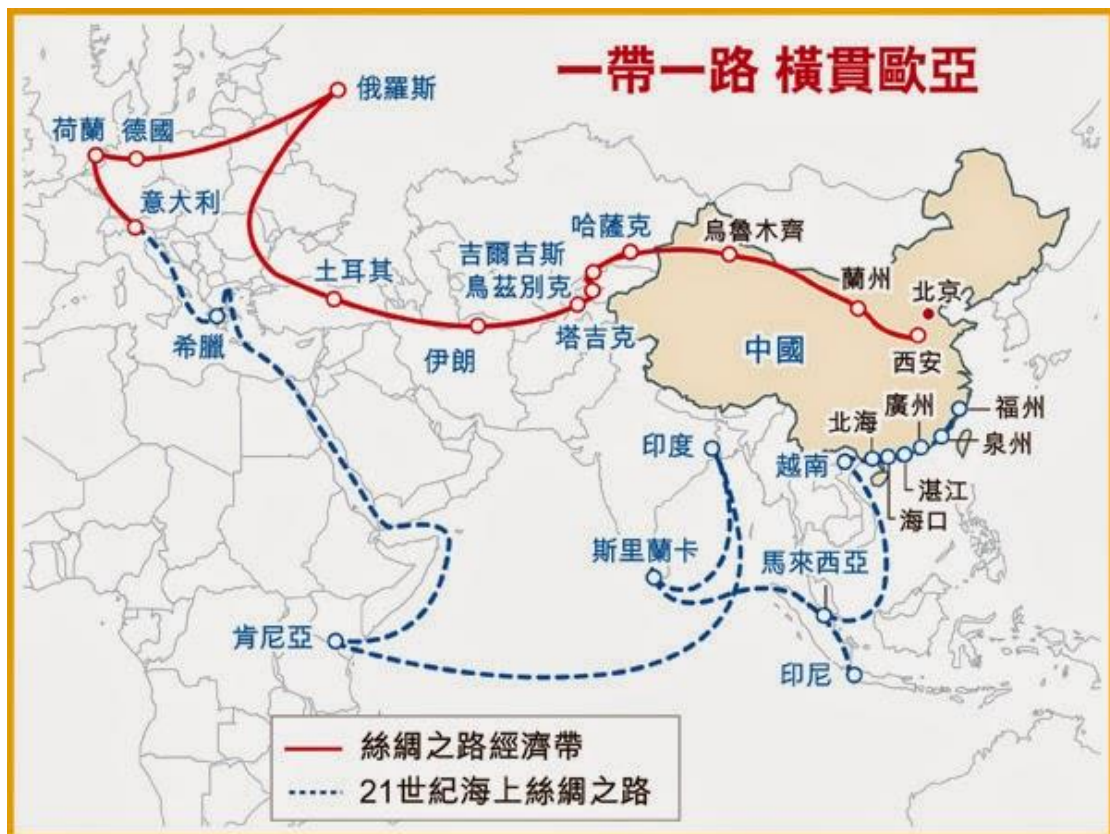 一帶一路 橫貫歐亞
俄羅斯
荷蘭
德國
意大利
哈薩克
烏魯木齊
吉爾吉斯
烏茲別克
土耳其
蘭州
北京
希臘
伊朗
塔吉克
中國
西安
廣州
福州
北海
泉州
印度
越南
湛江
海口
斯里蘭卡
馬來西亞
肯尼亞
印尼
絲綢之路經濟帶
21世紀海上絲綢之路